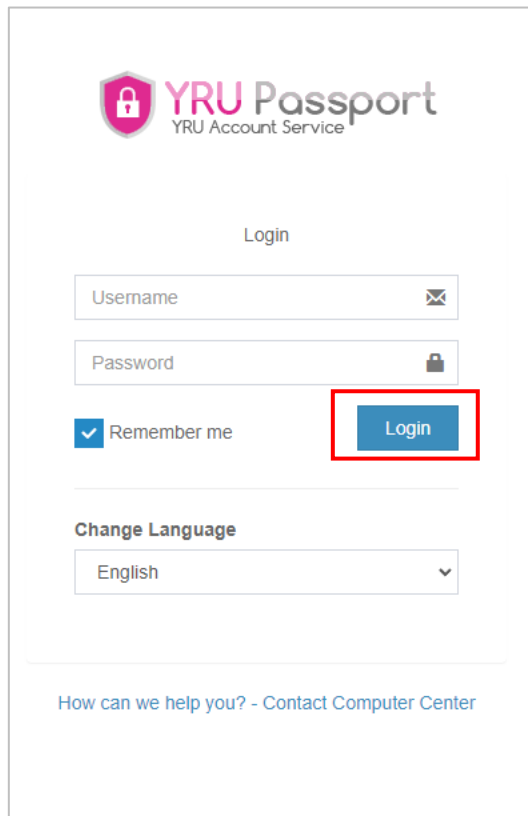 YRU Passport
YRU Account Service
Login
Username
Password
Remember me
Login
Change Language
English
How can we help you? - Contact Computer Center